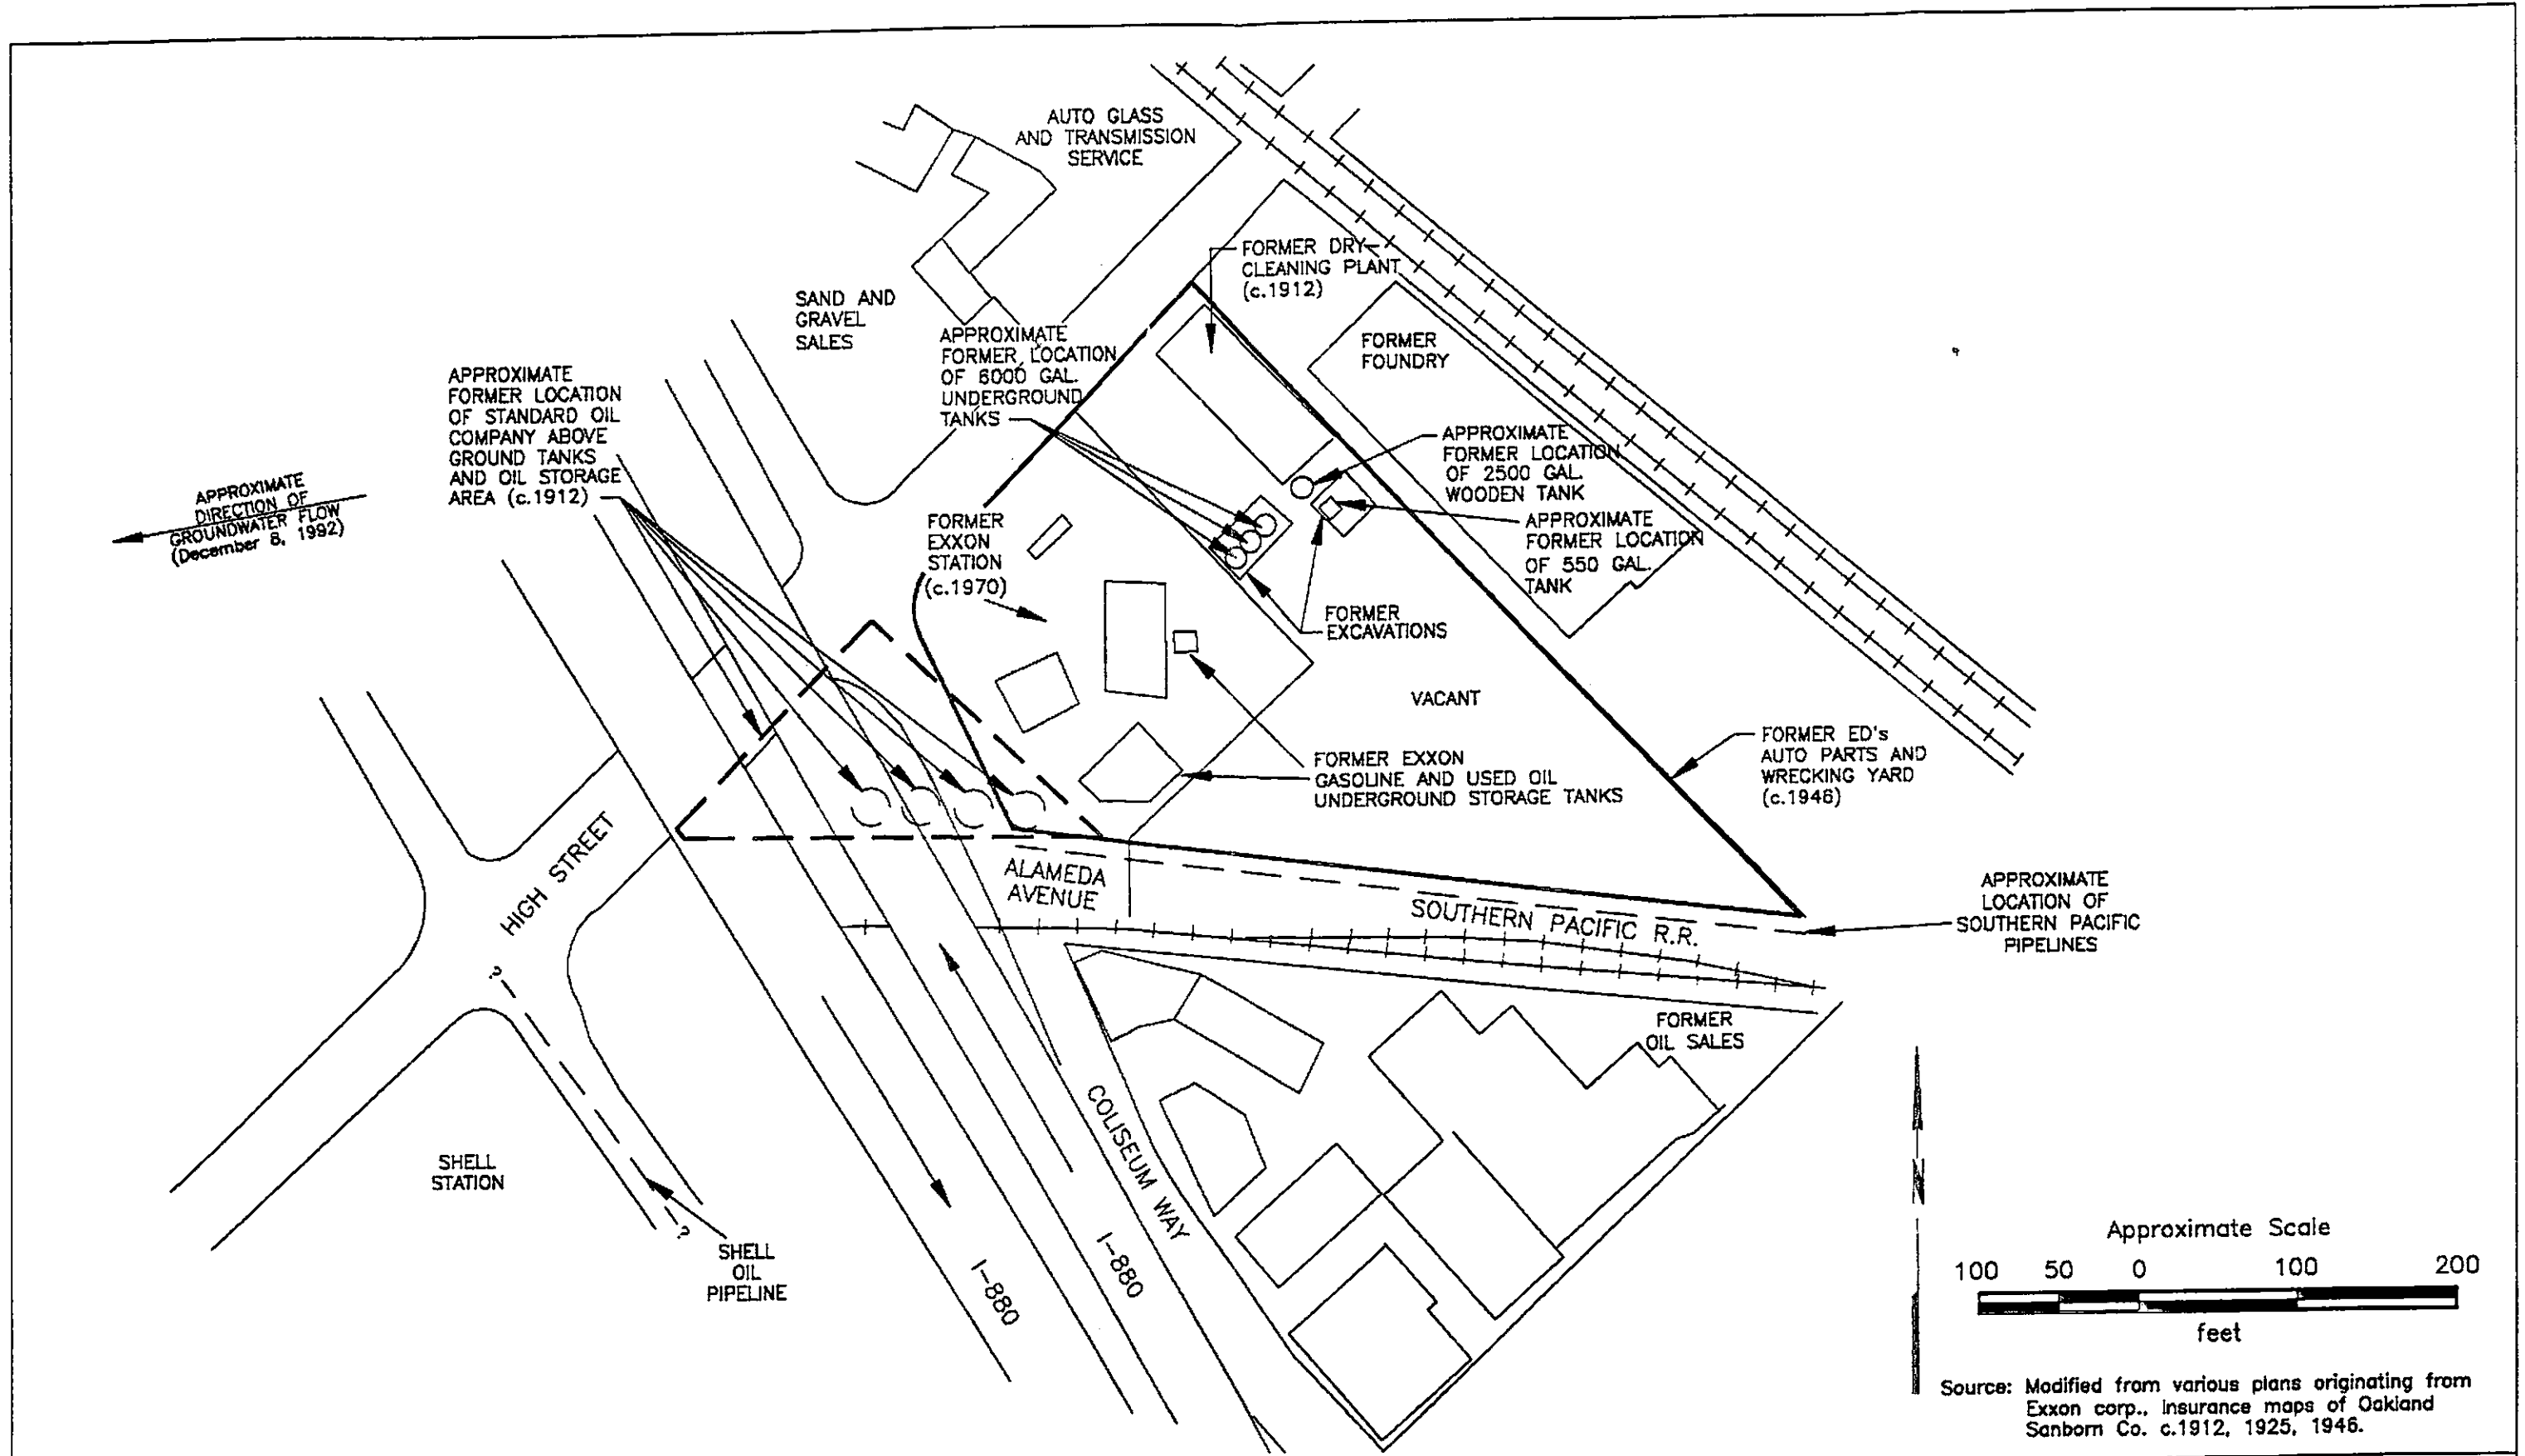 AUTO GLASS
AND TRANSMISSION
SERVICE
FORMER DRY-
CLEANING PLANT
(c.1912)
SAND AND
GRAVEL
SALES
APPROXIMATE
FORMER LOCATION
OF 6000 GAL.
UNDERGROUND
TANKS
FORMER
FOUNDRY
APPROXIMATE
FORMER LOCATION
OF STANDARD OIL
COMPANY ABOVE
GROUND TANKS
AND OIL STORAGE
AREA (c.1912)
APPROXIMATE
FORMER LOCATION
OF 2500 GAL.
WOODEN TANK
APPROXIMATE
DIRECTION OF
GROUNDWATER FLOW
(December 8, 1992)
FORMER
EXXON
STATION
(c.1970)
APPROXIMATE
FORMER LOCATION
OF 550 GAL.
TANK
FORMER
EXCAVATIONS
VACANT
FORMER ED's
AUTO PARTS AND
WRECKING YARD
(c.1946)
FORMER EXXON
GASOLINE AND USED OIL
UNDERGROUND STORAGE TANKS
HIGH STREET
ALAMEDA
AVENUE
SOUTHERN PACIFIC R.R.
APPROXIMATE
LOCATION OF
SOUTHERN PACIFIC
PIPELINES
?
FORMER
OIL SALES
COLISEUM WAY
SHELL
STATION
?
SHELL
OIL
PIPELINE
I-880
I-880
N
Approximate Scale
100 50 0 100 200
feet
Source: Modified from various plans originating from
Exxon corp., Insurance maps of Oakland
Sanborn Co. c.1912, 1925, 1946.